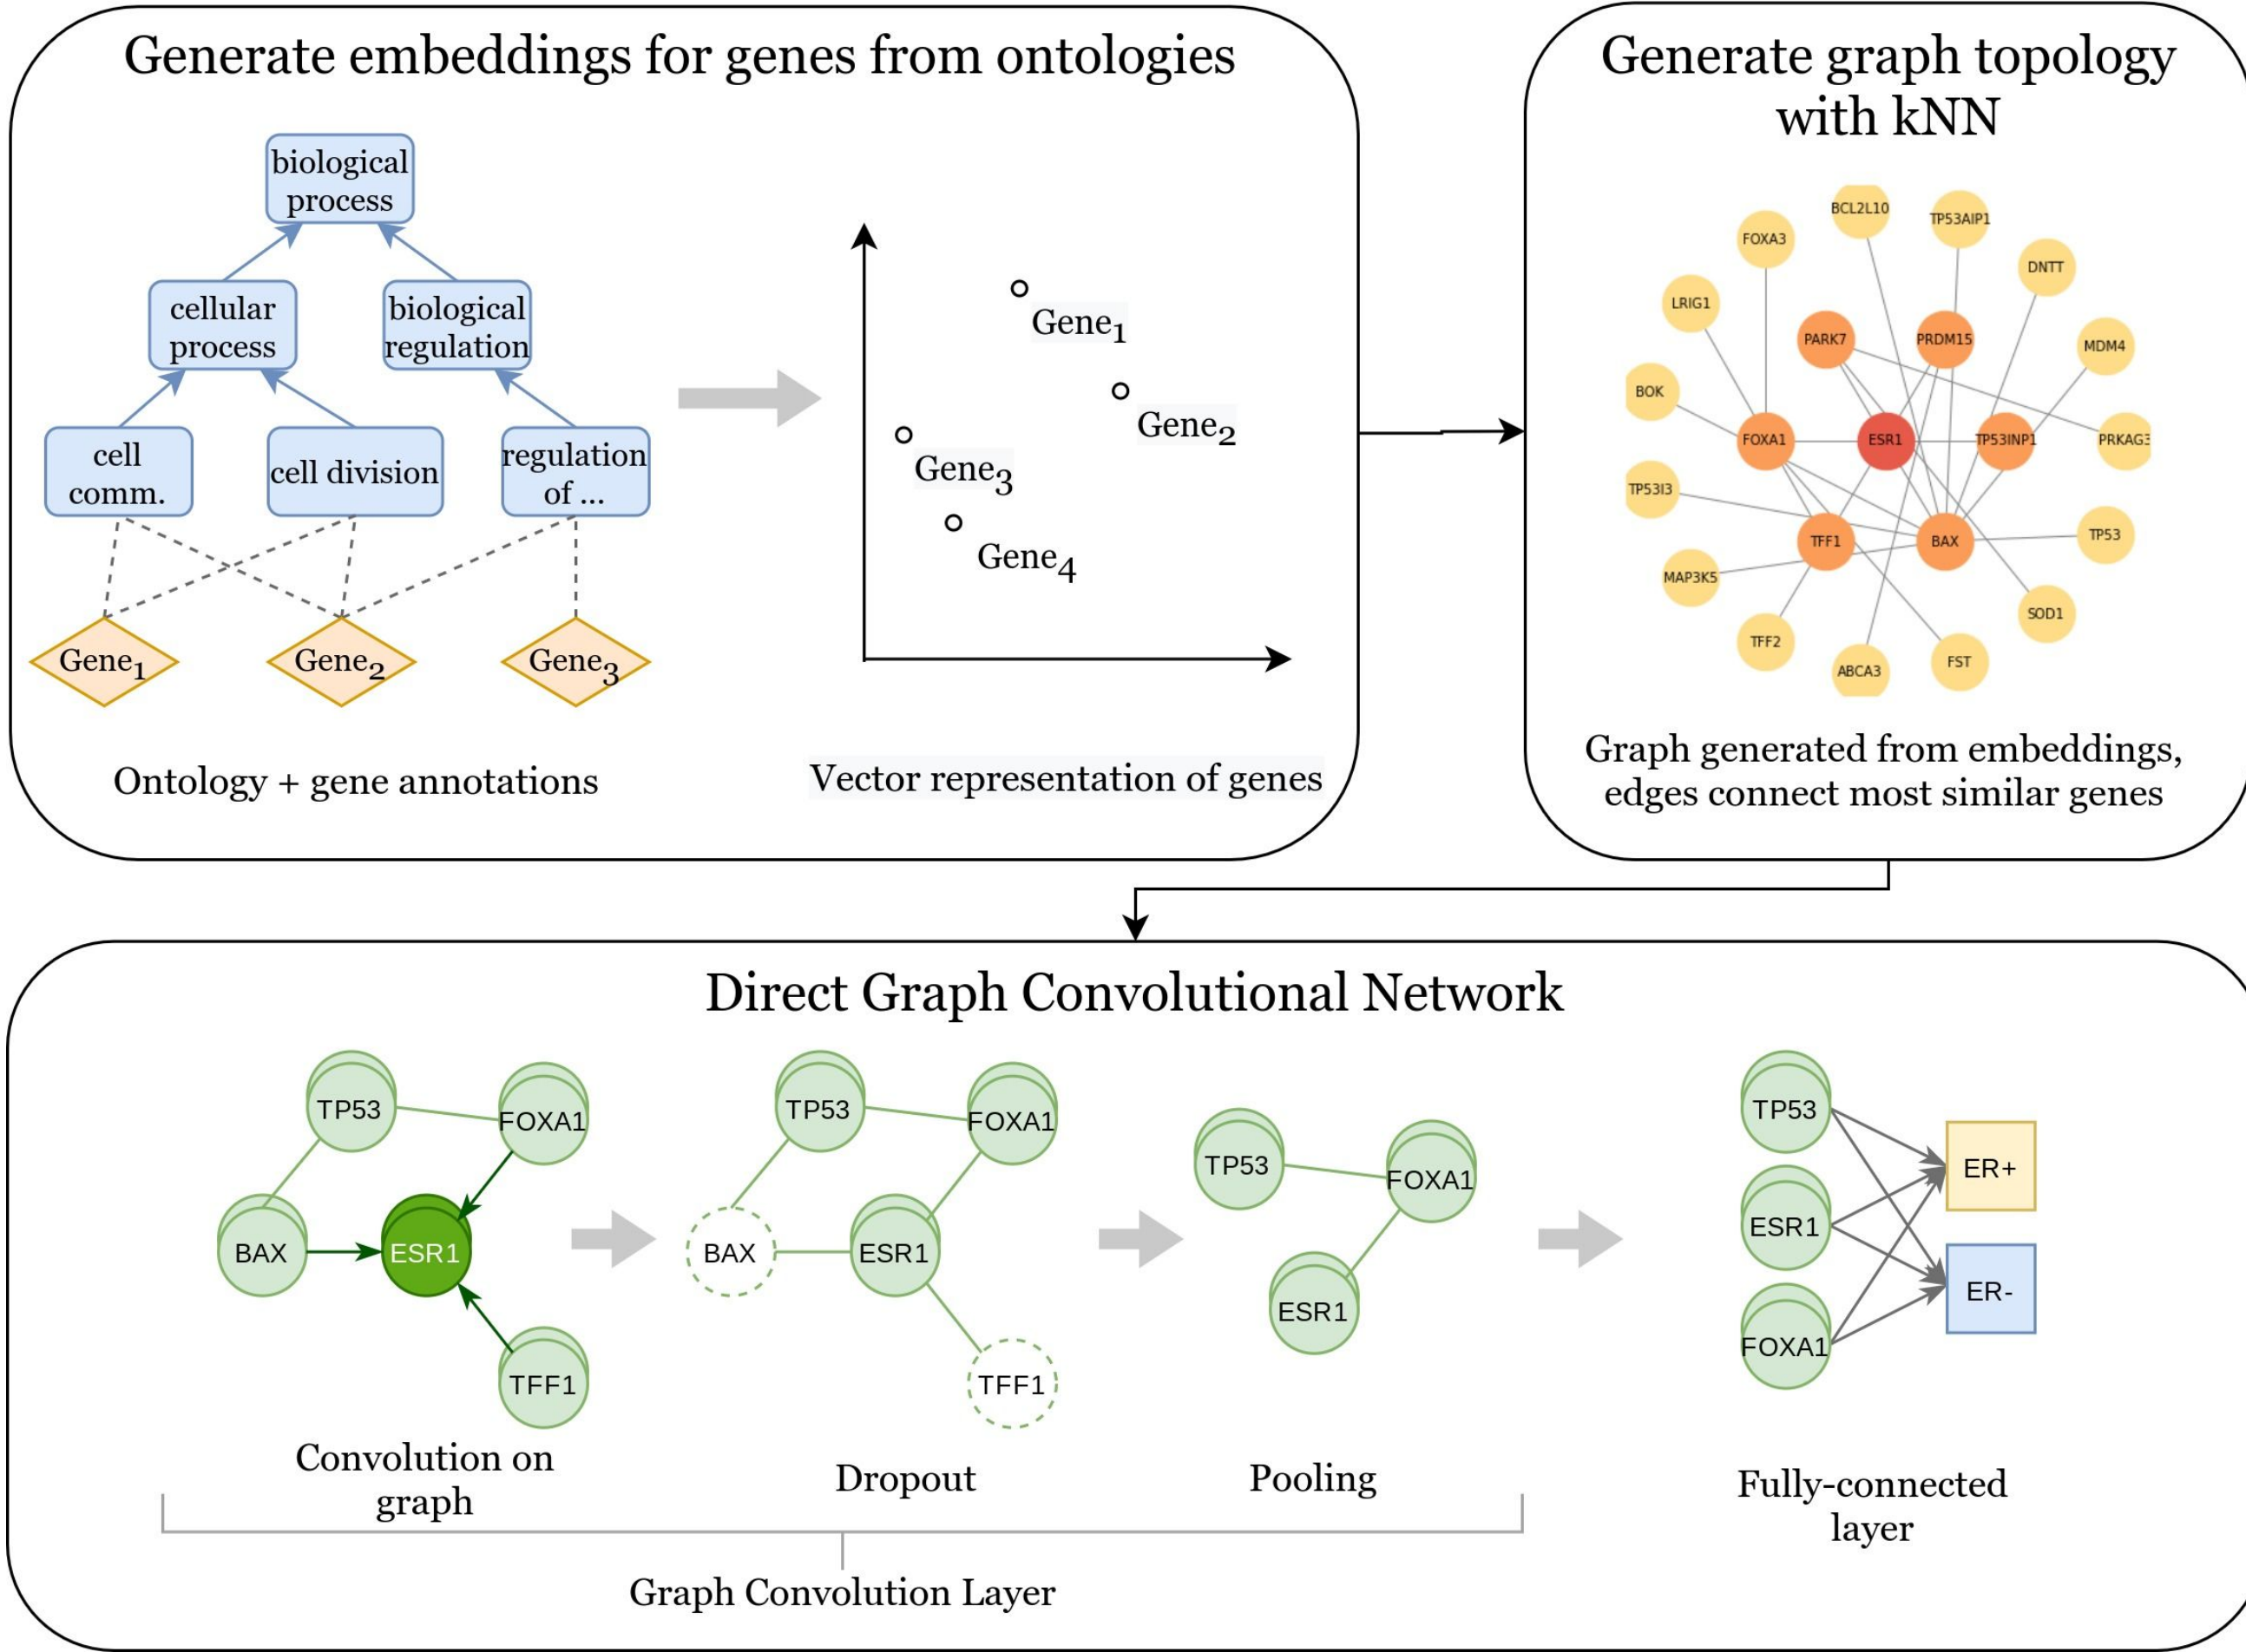 Generate embeddings for genes from ontologies
biological
process
cellular
process
biological
regulation
cell
comm.
cell division
regulation
of ...
Gene1
Gene2
Gene3
Ontology + gene annotations
Gene1
Gene2
Gene3
Gene4
Vector representation of genes
Generate graph topology
with kNN
BCL2L10
TP53AIP1
FOXA3
DNTT
LRIG1
PARK7
PRDM15
MDM4
BOK
FOXA1
ESR1
TP53INP1
PRKAG3
TP53I3
TFF1
BAX
TP53
MAP3K5
SOD1
TFF2
ABCA3
FST
Graph generated from embeddings,
edges connect most similar genes
Direct Graph Convolutional Network
TP53
FOXA1
BAX
ESR1
TFF1
Convolution on
graph
TP53
FOXA1
BAX
ESR1
TFF1
Dropout
TP53
FOXA1
ESR1
Pooling
Graph Convolution Layer
TP53
ESR1
FOXA1
ER+
ER-
Fully-connected
layer